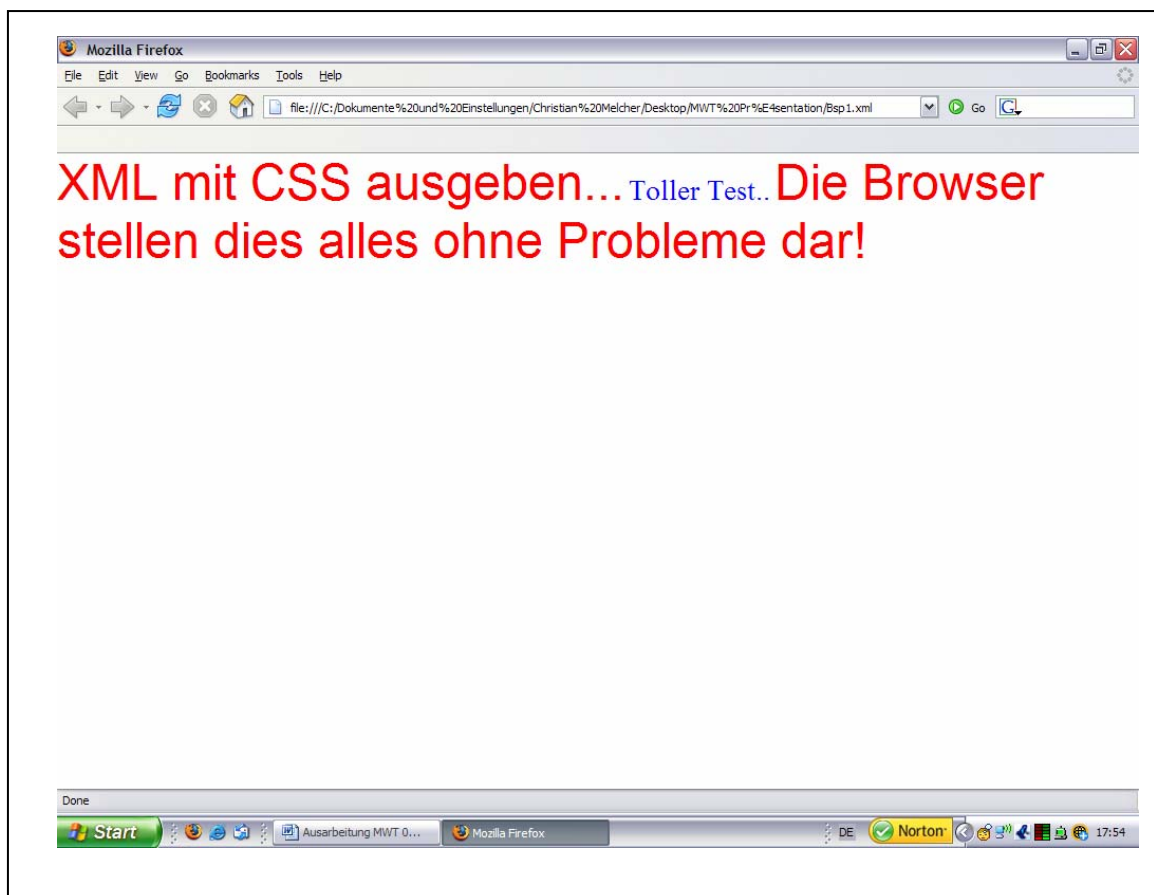 Mozilla Firefox
File Edit View Go Bookmarks Tools Help
file:///C:/Dokumente%20und%20Einstellungen/Christian%20Melcher/Desktop/MWT%20Pr%E4sentation/Bsp1.xml Go G
XML mit CSS ausgeben... Toller Test.. Die Browser
stellen dies alles ohne Probleme dar!
Done
Start Ausarbeitung MWT 0... Mozilla Firefox DE Norton 17:54